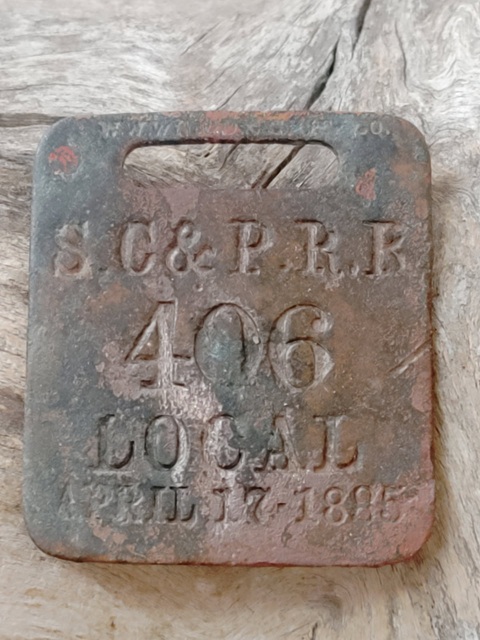 S.C & P.R.R
406
LOCAL
APRIL 17-1885